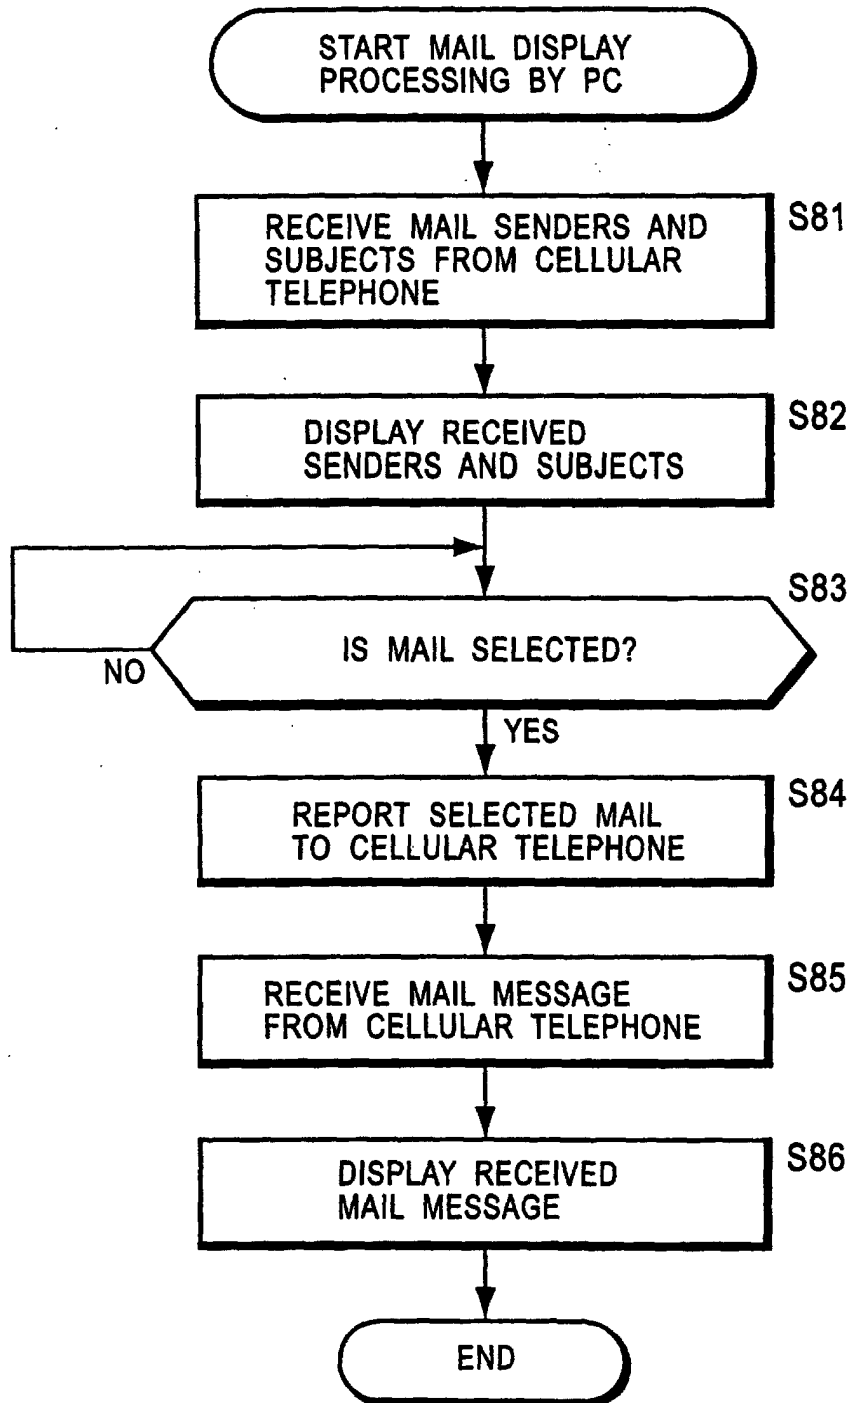 START MAIL DISPLAY
PROCESSING BY PC
RECEIVE MAIL SENDERS AND
SUBJECTS FROM CELLULAR
TELEPHONE
S81
DISPLAY RECEIVED
SENDERS AND SUBJECTS
S82
IS MAIL SELECTED?
S83
NO
YES
REPORT SELECTED MAIL
TO CELLULAR TELEPHONE
S84
RECEIVE MAIL MESSAGE
FROM CELLULAR TELEPHONE
S85
DISPLAY RECEIVED
MAIL MESSAGE
S86
END